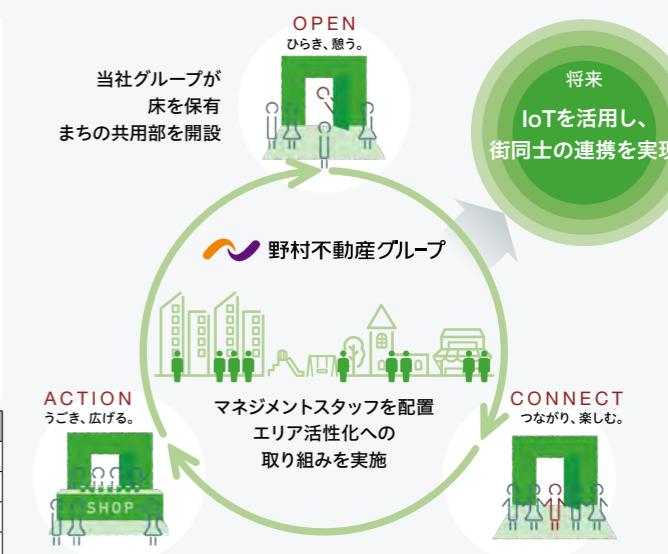 OPEN
ひらき、憩う。
当社グループが
床を保有
まちの共用部を開設
将来
IoTを活用し、
街同士の連携を実現
野村不動産グループ
マネジメントスタッフを配置
エリア活性化への
取り組みを実施
ACTION
うごき、広げる。
SHOP
CONNECT
つながり、楽しむ。